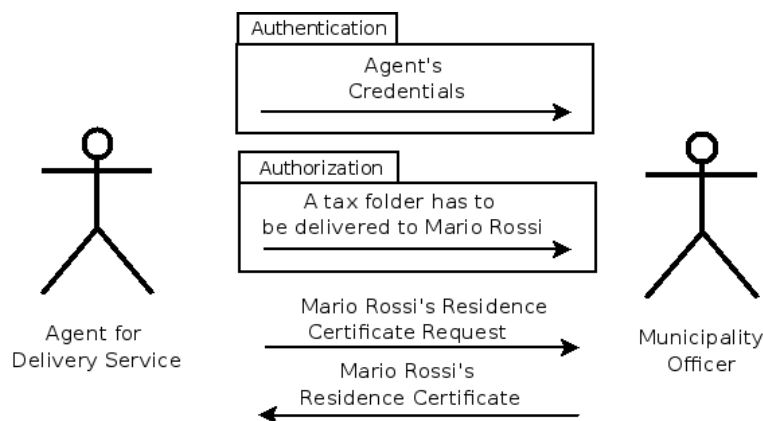 Authentication
Agent's
Credentials
Authorization
A tax folder has to
be delivered to Mario Rossi
Mario Rossi's Residence
Certificate Request
Mario Rossi's
Residence Certificate
Agent for
Delivery Service
Municipality
Officer